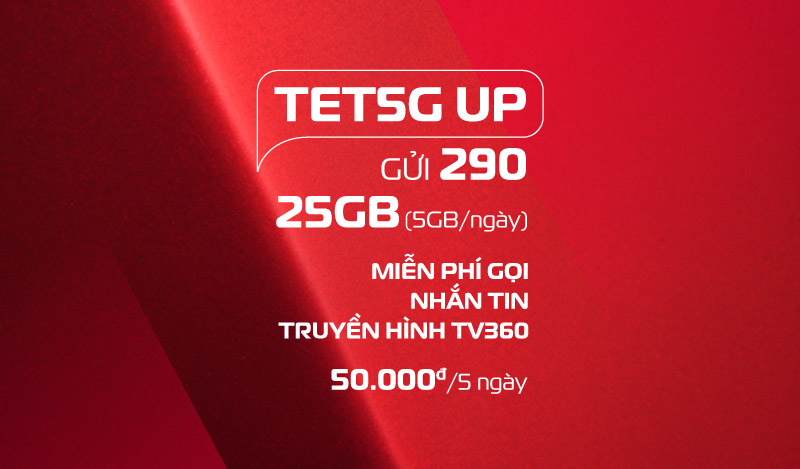 TET5G UP
GỬI 290
25GB (5GB/ngày)
MIỄN PHÍ GỌI
NHẮN TIN
TRUYỀN HÌNH TV360
50.000đ/5 ngày